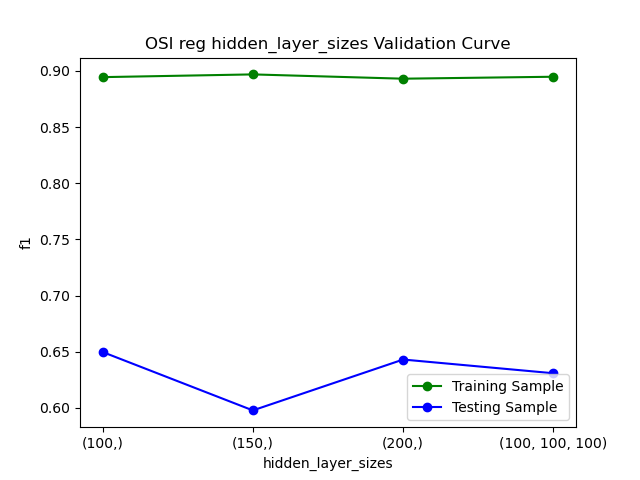 OSI reg hidden_layer_sizes Validation Curve
0.90
0.85
0.80
0.75
0.70
0.65
0.60
f1
Training Sample
Testing Sample
(100,) (150,) (200,) (100, 100, 100)
hidden_layer_sizes